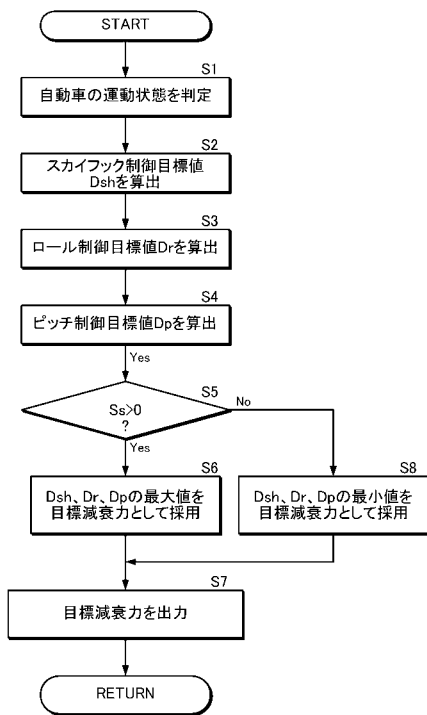 START
S1
自動車の運動状態を判定
S2
スカイフック制御目標値
Dshを算出
S3
ロール制御目標値Drを算出
S4
ピッチ制御目標値Dpを算出
Yes
S5
Ss>0
?
No
Yes
S6
Dsh、Dr、Dpの最大値を
目標減衰力として採用
S8
Dsh、Dr、Dpの最小値を
目標減衰力として採用
S7
目標減衰力を出力
RETURN